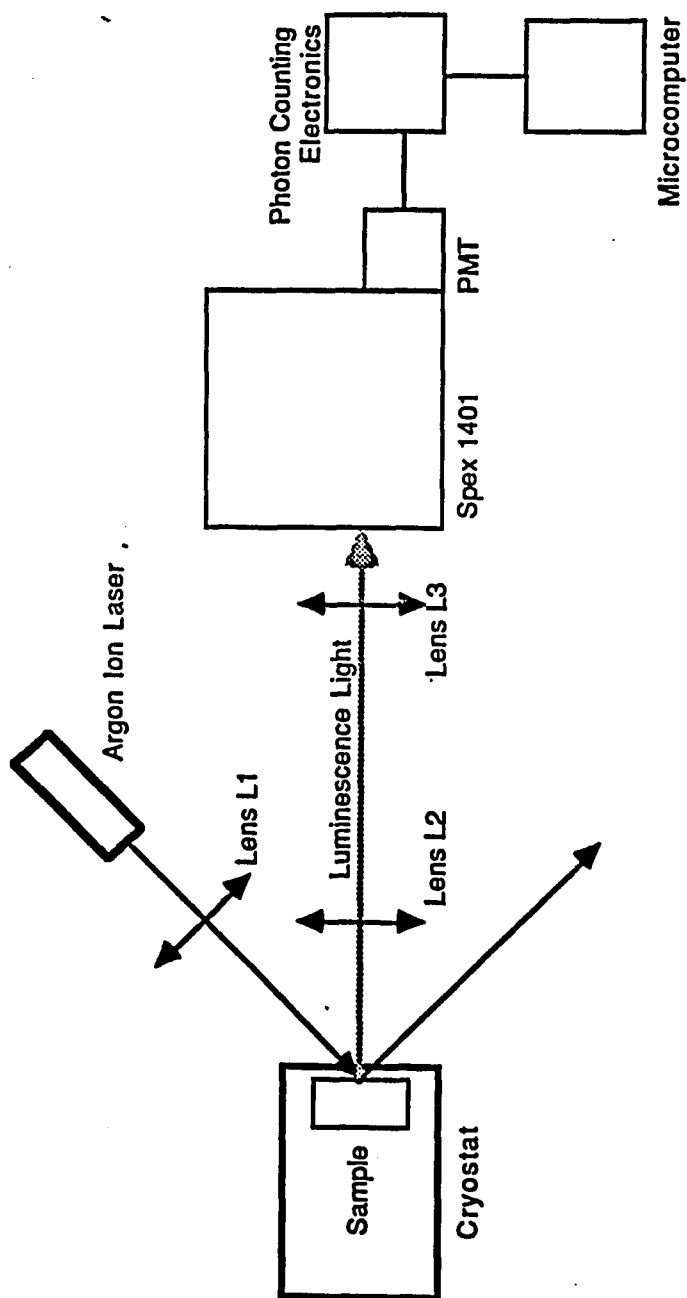 Argon Ion Laser
Lens L1
Luminescence Light
Lens L2
Lens L3
Sample
Cryostat
Spex 1401
PMT
Photon Counting
Electronics
Microcomputer